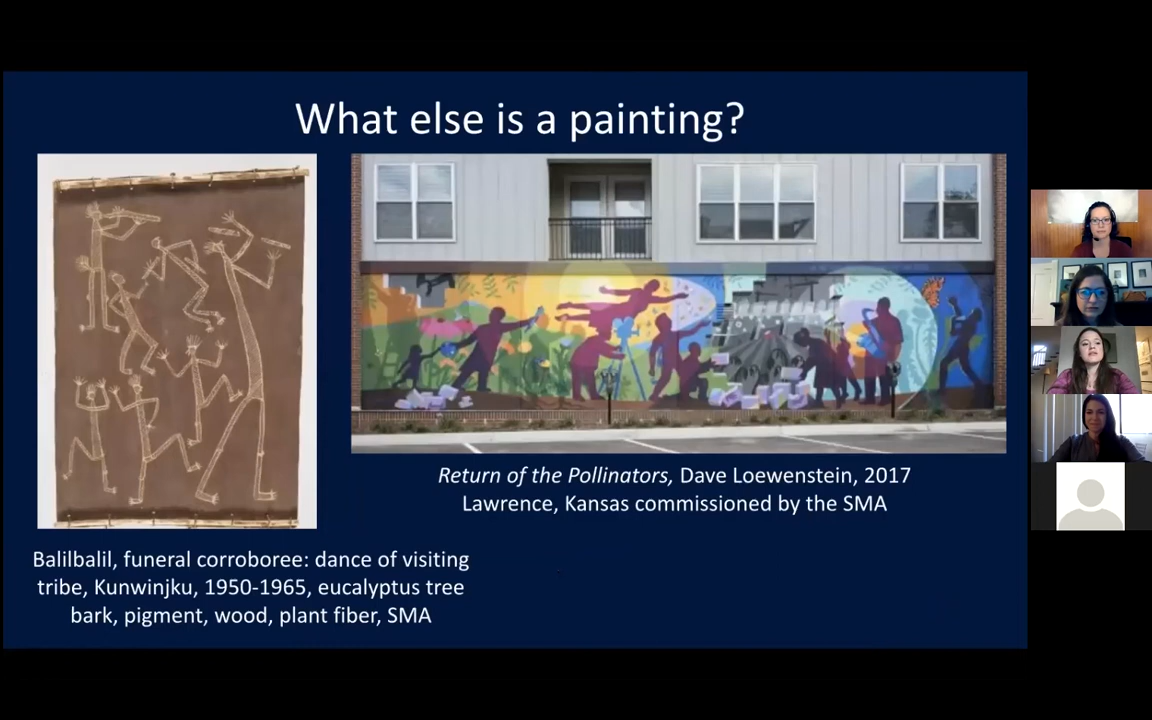 What else is a painting?
Return of the Pollinators, Dave Loewenstein, 2017
Lawrence, Kansas commissioned by the SMA
Balilbalil, funeral corroboree: dance of visiting
tribe, Kunwinjku, 1950-1965, eucalyptus tree
bark, pigment, wood, plant fiber, SMA